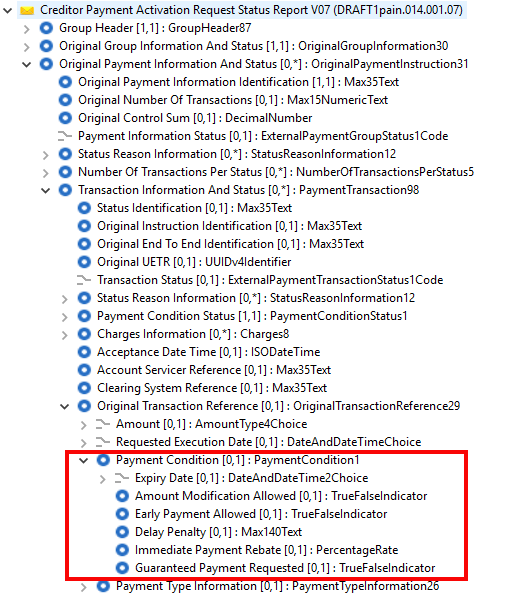 Creditor Payment Activation Request Status Report V07 (DRAFT1pain.014.001.07)
Group Header [1,1] : GroupHeader87
Original Group Information And Status [1,1] : OriginalGroupInformation30
Original Payment Information And Status [0,*] : OriginalPaymentInstruction31
Original Payment Information Identification [1,1] : Max35Text
Original Number Of Transactions [0,1] : Max15NumericText
Original Control Sum [0,1] : DecimalNumber
Payment Information Status [0,1] : ExternalPaymentGroupStatus1Code
Status Reason Information [0,*] : StatusReasonInformation12
Number Of Transactions Per Status [0,*] : NumberOfTransactionsPerStatus5
Transaction Information And Status [0,*] : PaymentTransaction98
Status Identification [0,1] : Max35Text
Original Instruction Identification [0,1] : Max35Text
Original End To End Identification [0,1] : Max35Text
Original UETR [0,1] : UUIDv4Identifier
Transaction Status [0,1] : ExternalPaymentTransactionStatus1Code
Status Reason Information [0,*] : StatusReasonInformation12
Payment Condition Status [1,1] : PaymentConditionStatus1
Charges Information [0,*] : Charges8
Acceptance Date Time [0,1] : ISODateTime
Account Servicer Reference [0,1] : Max35Text
Clearing System Reference [0,1] : Max35Text
Original Transaction Reference [0,1] : OriginalTransactionReference29
Amount [0,1] : AmountType4Choice
Requested Execution Date [0,1] : DateAndDateTimeChoice
Payment Condition [0,1] : PaymentCondition1
Expiry Date [0,1] : DateAndDateTime2Choice
Amount Modification Allowed [0,1] : TrueFalseIndicator
Early Payment Allowed [0,1] : TrueFalseIndicator
Delay Penalty [0,1] : Max140Text
Immediate Payment Rebate [0,1] : PercentageRate
Guaranteed Payment Requested [0,1] : TrueFalseIndicator
Payment Type Information [0,1] : PaymentTypeInformation26